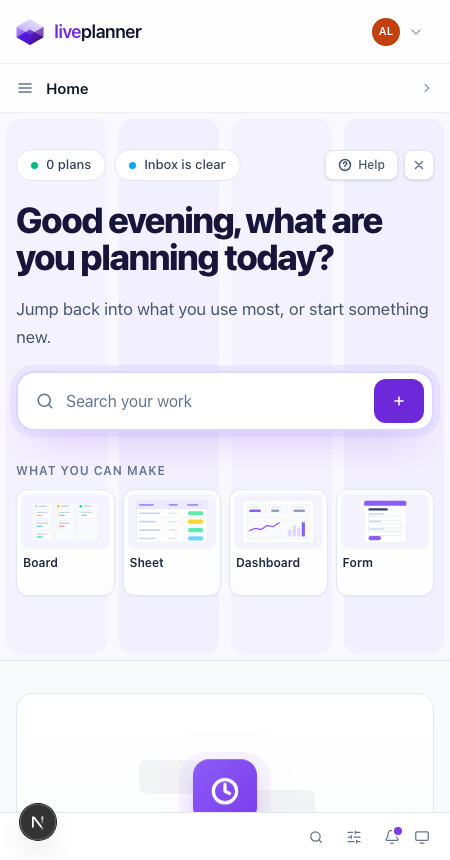 liveplanner
AL
Home
0 plans
Inbox is clear
Help
Good evening, what are
you planning today?
Jump back into what you use most, or start something
new.
Search your work
WHAT YOU CAN MAKE
Board
Sheet
Dashboard
Form
N